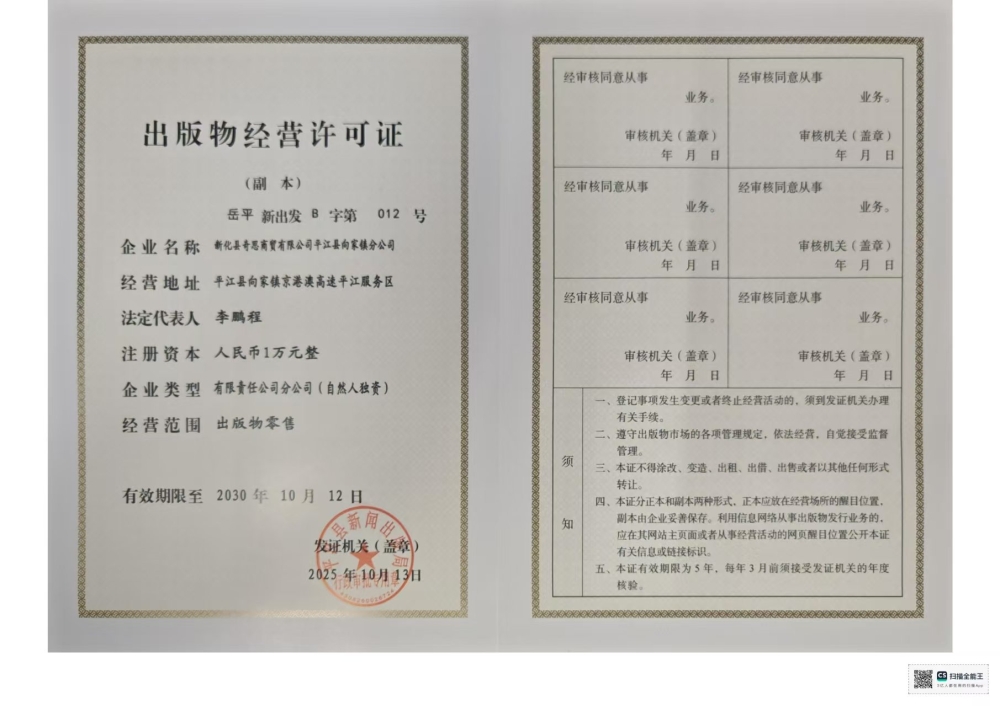 出版物经营许可证
（副 本）
岳平 新出发 B 字第 012 号
企业名称 新化县奇思商贸有限公司平江县向家镇分公司
经营地址 平江县向家镇京港澳高速平江服务区
法定代表人 李鹏程
注册资本 人民币1万元整
企业类型 有限责任公司分公司（自然人独资）
经营范围 出版物零售
有效期限至 2030 年 10 月 12 日
发证机关（盖章）
2025 年 10 月 13 日
经审核同意从事
业务。
审核机关（盖章）
年 月 日
经审核同意从事
业务。
审核机关（盖章）
年 月 日
经审核同意从事
业务。
审核机关（盖章）
年 月 日
经审核同意从事
业务。
审核机关（盖章）
年 月 日
经审核同意从事
业务。
审核机关（盖章）
年 月 日
经审核同意从事
业务。
审核机关（盖章）
年 月 日
须知
一、登记事项发生变更或者终止经营活动的，须到发证机关办理
有关手续。
二、遵守出版物市场的各项管理规定，依法经营，自觉接受监督
管理。
三、本证不得涂改、变造、出租、出借、出售或者以其他任何形式
转让。
四、本证分正本和副本两种形式，正本应放在经营场所的醒目位置，
副本由企业妥善保存。利用信息网络从事出版物发行业务的，
应在其网站主页面或者从事经营活动的网页醒目位置公开本证
有关信息或链接标识。
五、本证有效期限为 5 年，每年 3 月前须接受发证机关的年度
核验。
CS 扫描全能王